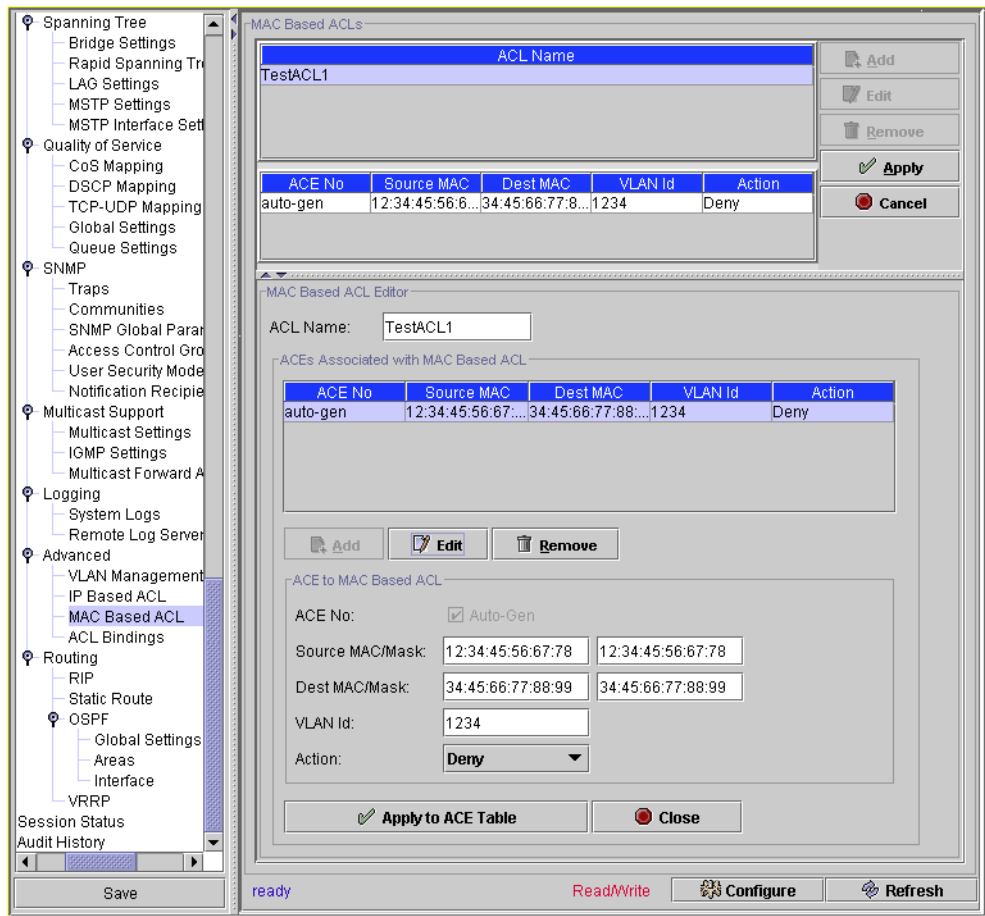 Spanning Tree
Bridge Settings
Rapid Spanning Tr
LAG Settings
MSTP Settings
MSTP Interface Sett
Quality of Service
CoS Mapping
DSCP Mapping
TCP-UDP Mapping
Global Settings
Queue Settings
SNMP
Traps
Communities
SNMP Global Parar
Access Control Gro
User Security Mode
Notification Recipie
Multicast Support
Multicast Settings
IGMP Settings
Multicast Forward A
Logging
System Logs
Remote Log Server
Advanced
VLAN Management
IP Based ACL
MAC Based ACL
ACL Bindings
Routing
RIP
Static Route
OSPF
Global Settings
Areas
Interface
VRRP
Session Status
Audit History
Save
MAC Based ACLs
ACL Name
TestACL1
Add
Edit
Remove
Apply
Cancel
ACE No Source MAC Dest MAC VLAN Id Action
auto-gen 12:34:45:56:6... 34:45:66:77:8... 1234 Deny
MAC Based ACL Editor
ACL Name: TestACL1
ACEs Associated with MAC Based ACL
ACE No Source MAC Dest MAC VLAN Id Action
auto-gen 12:34:45:56:67:... 34:45:66:77:88:... 1234 Deny
Add Edit Remove
ACE to MAC Based ACL
ACE No: Auto-Gen
Source MAC/Mask: 12:34:45:56:67:78 12:34:45:56:67:78
Dest MAC/Mask: 34:45:66:77:88:99 34:45:66:77:88:99
VLAN Id: 1234
Action: Deny
Apply to ACE Table Close
ready Read/Write Configure Refresh